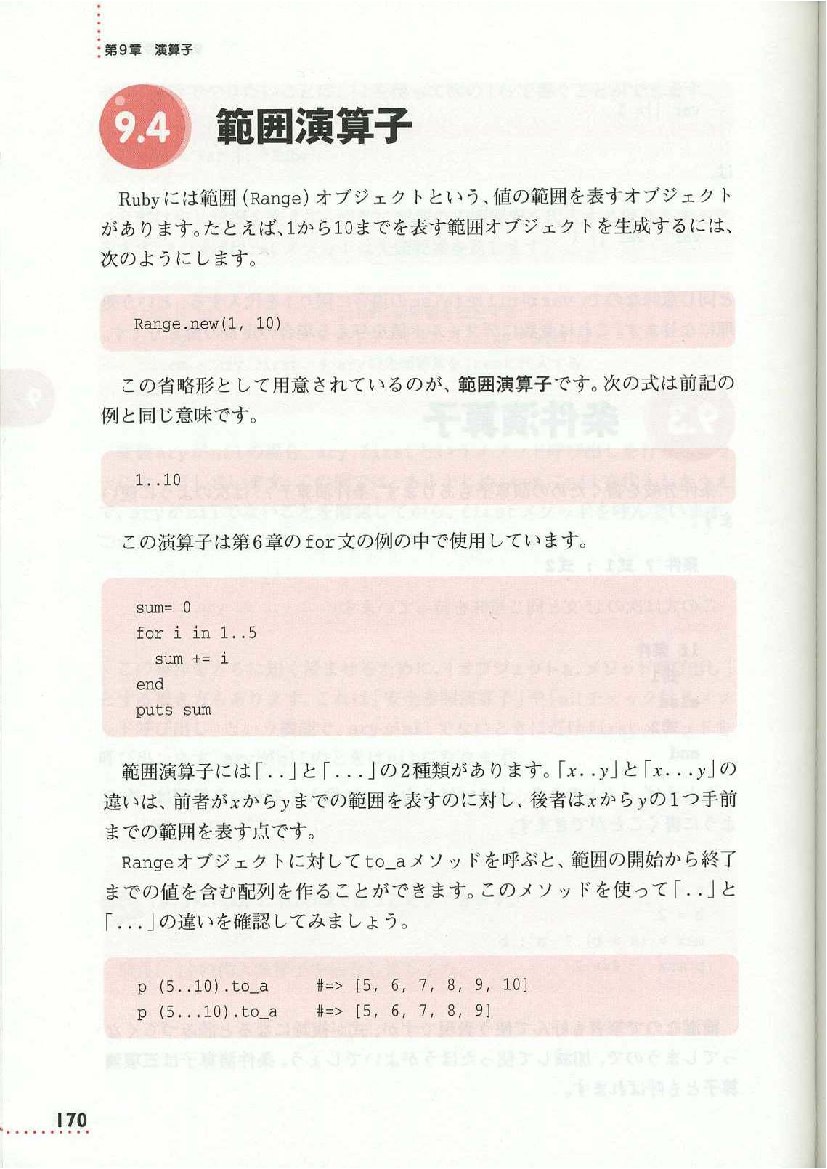 第9章 演算子
9.4 範囲演算子
Rubyには範囲(Range)オブジェクトという、値の範囲を表すオブジェクト
があります。たとえば、1から10までを表す範囲オブジェクトを生成するには、
次のようにします。
Range.new(1, 10)
この省略形として用意されているのが、範囲演算子です。次の式は前記の
例と同じ意味です。
1..10
この演算子は第6章のfor文の例の中で使用しています。
sum= 0
for i in 1..5
  sum += i
end
puts sum
範囲演算子には「..」と「...」の2種類があります。「x..y」と「x...y」の
違いは、前者がxからyまでの範囲を表すのに対し、後者はxからyの1つ手前
までの範囲を表す点です。
Rangeオブジェクトに対してto_aメソッドを呼ぶと、範囲の開始から終了
までの値を含む配列を作ることができます。このメソッドを使って「..」と
「...」の違いを確認してみましょう。
p (5..10).to_a    #=> [5, 6, 7, 8, 9, 10]
p (5...10).to_a   #=> [5, 6, 7, 8, 9]
170